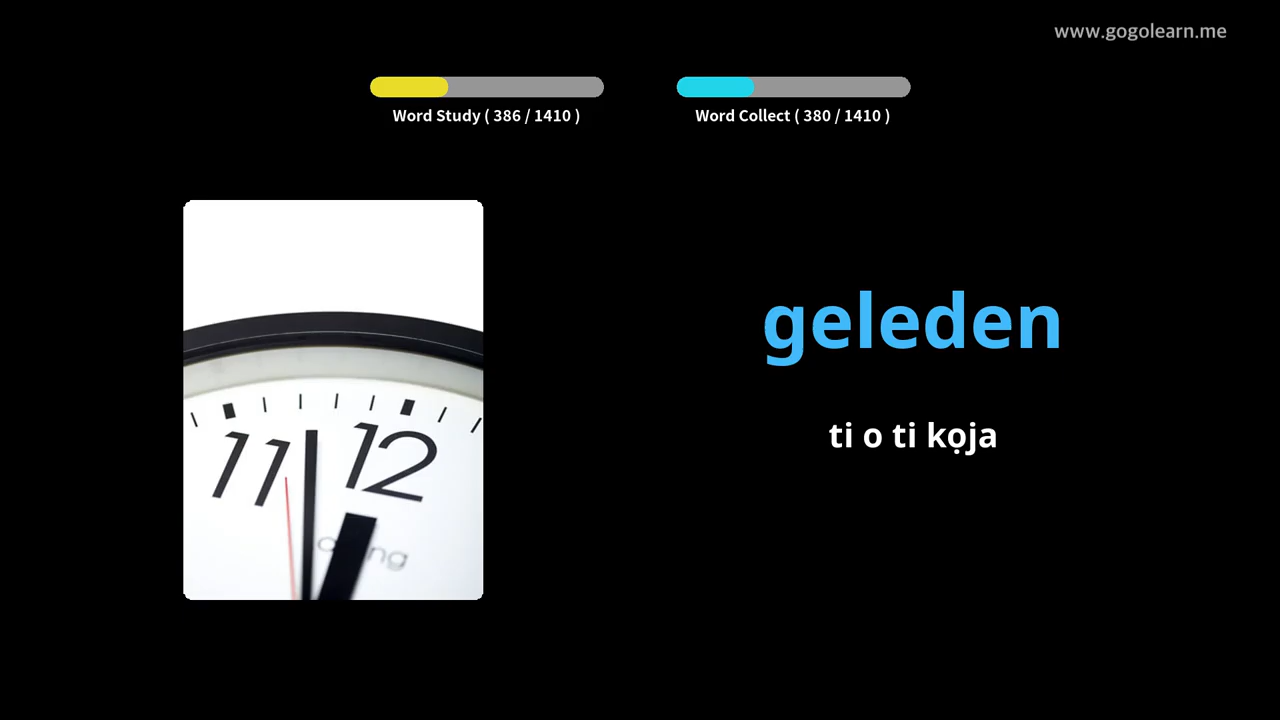 www.gogolearn.me
Word Study ( 386 / 1410 )
Word Collect ( 380 / 1410 )
11 12
geleden
ti o ti kọja